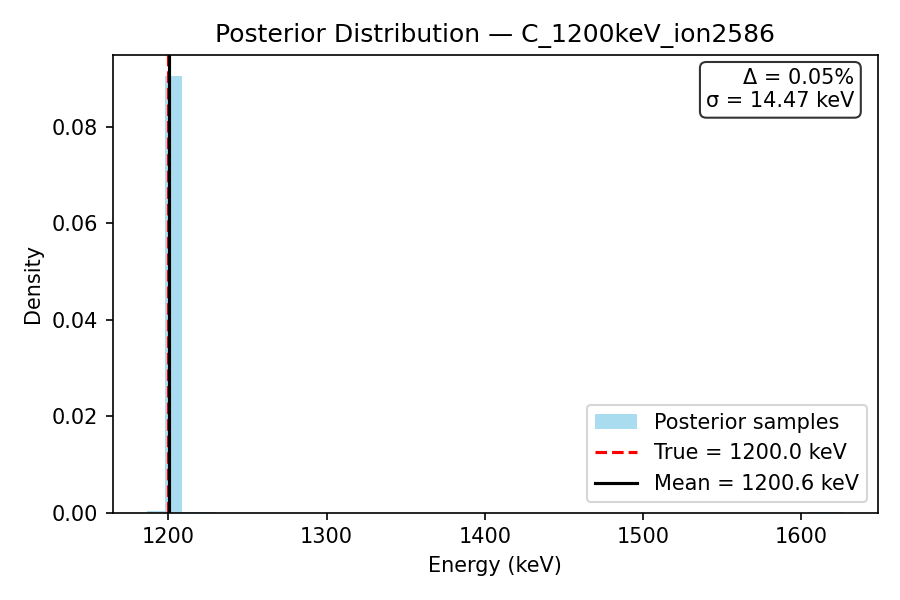 Posterior Distribution — C_1200keV_ion2586
Δ = 0.05%
σ = 14.47 keV
Density
0.08
0.06
0.04
0.02
0.00
Posterior samples
True = 1200.0 keV
Mean = 1200.6 keV
1200
1300
1400
1500
1600
Energy (keV)